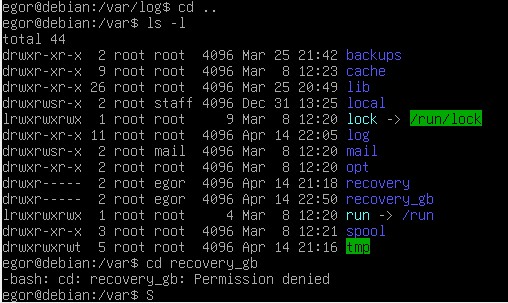 egor@debian:/var/log$ cd ..
egor@debian:/var$ ls -l
total 44
drwxr-xr-x  2 root root  4096 Mar 25 21:42 backups
drwxr-xr-x  9 root root  4096 Mar  8 12:23 cache
drwxr-xr-x 26 root root  4096 Mar 25 20:49 lib
drwxrwsr-x  2 root staff 4096 Dec 31 13:25 local
lrwxrwxrwx  1 root root     9 Mar  8 12:20 lock -> /run/lock
drwxr-xr-x 11 root root  4096 Apr 14 22:05 log
drwxrwsr-x  2 root mail  4096 Mar  8 12:20 mail
drwxr-xr-x  2 root root  4096 Mar  8 12:20 opt
drwxr-----  2 root egor  4096 Apr 14 21:18 recovery
drwxr-----  2 root egor  4096 Apr 14 22:50 recovery_gb
lrwxrwxrwx  1 root root     4 Mar  8 12:20 run -> /run
drwxr-xr-x  3 root root  4096 Mar  8 12:21 spool
drwxrwxrwt  5 root root  4096 Apr 14 21:16 tmp
egor@debian:/var$ cd recovery_gb
-bash: cd: recovery_gb: Permission denied
egor@debian:/var$ S